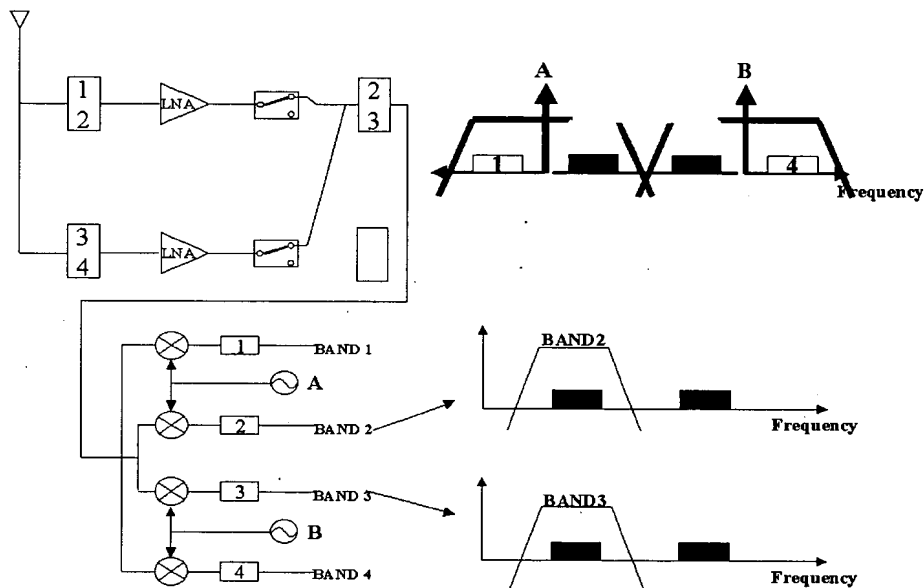 1
2
LNA
2
3
A
B
1
4
Frequency
3
4
LNA
1
BAND 1
A
2
BAND 2
3
BAND 3
B
4
BAND 4
BAND2
Frequency
BAND3
Frequency